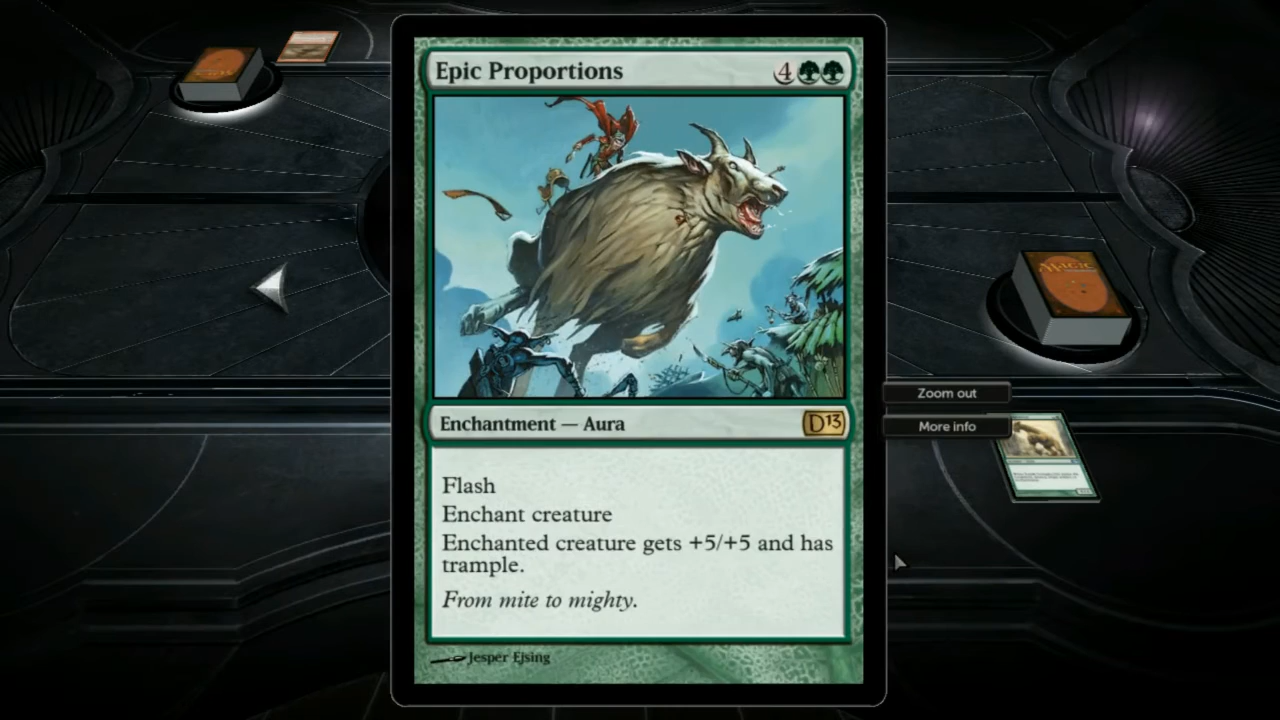 Epic Proportions 4
Enchantment — Aura D13
Flash
Enchant creature
Enchanted creature gets +5/+5 and has
trample.
From mite to mighty.
Jesper Ejsing
MAGIC
Zoom out
More info